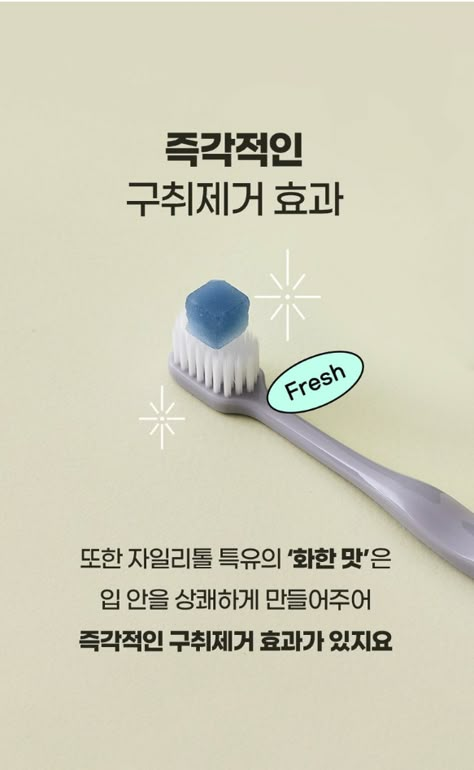 즉각적인
구취제거 효과
Fresh
또한 자일리톨 특유의 ‘화한 맛’은
입 안을 상쾌하게 만들어주어
즉각적인 구취제거 효과가 있지요